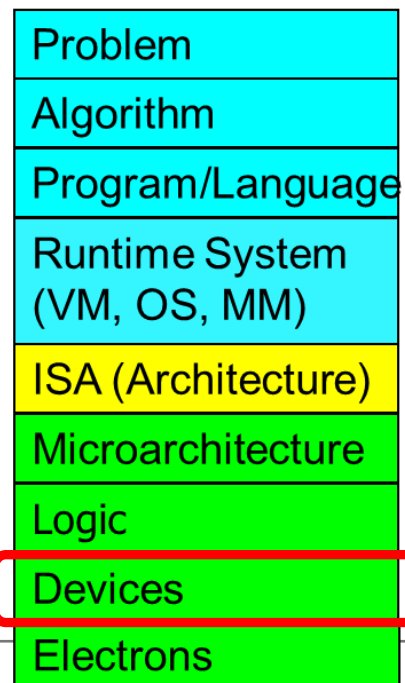 Problem
Algorithm
Program/Language
Runtime System
(VM, OS, MM)
ISA (Architecture)
Microarchitecture
Logic
Devices
Electrons